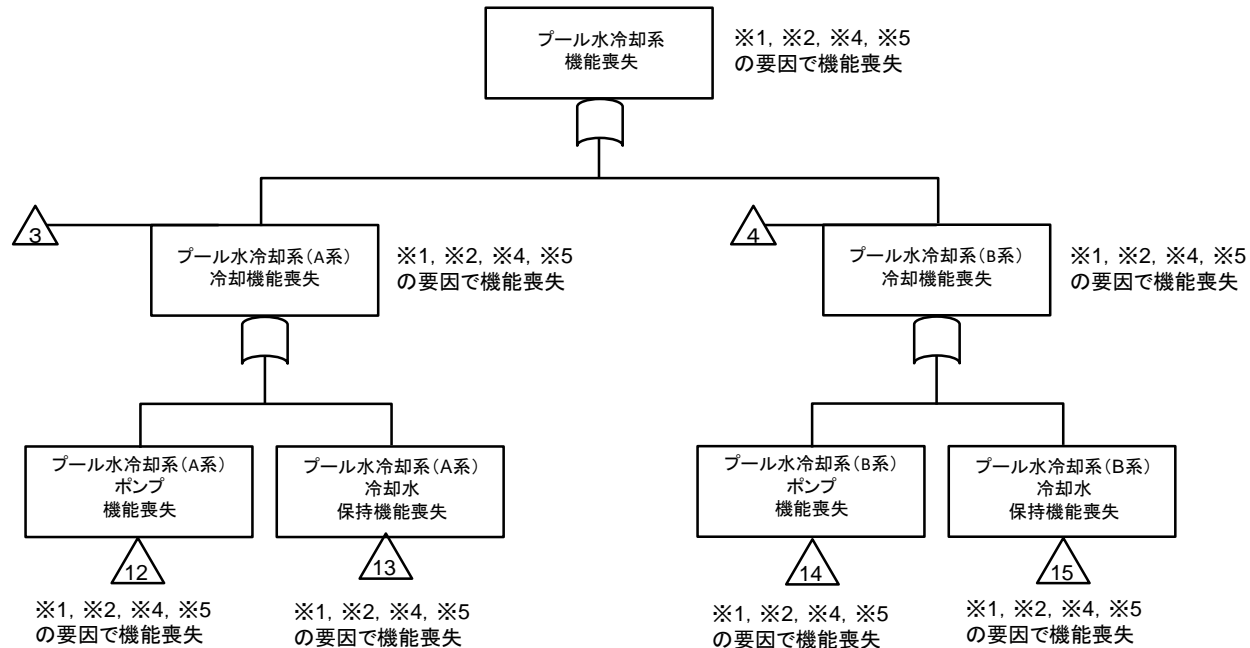 プール水冷却系
機能喪失
※1, ※2, ※4, ※5
の要因で機能喪失
3
プール水冷却系(A系)
冷却機能喪失
※1, ※2, ※4, ※5
の要因で機能喪失
4
プール水冷却系(B系)
冷却機能喪失
※1, ※2, ※4, ※5
の要因で機能喪失
プール水冷却系(A系)
ポンプ
機能喪失
プール水冷却系(A系)
冷却水
保持機能喪失
プール水冷却系(B系)
ポンプ
機能喪失
プール水冷却系(B系)
冷却水
保持機能喪失
12
13
14
15
※1, ※2, ※4, ※5
の要因で機能喪失
※1, ※2, ※4, ※5
の要因で機能喪失
※1, ※2, ※4, ※5
の要因で機能喪失
※1, ※2, ※4, ※5
の要因で機能喪失